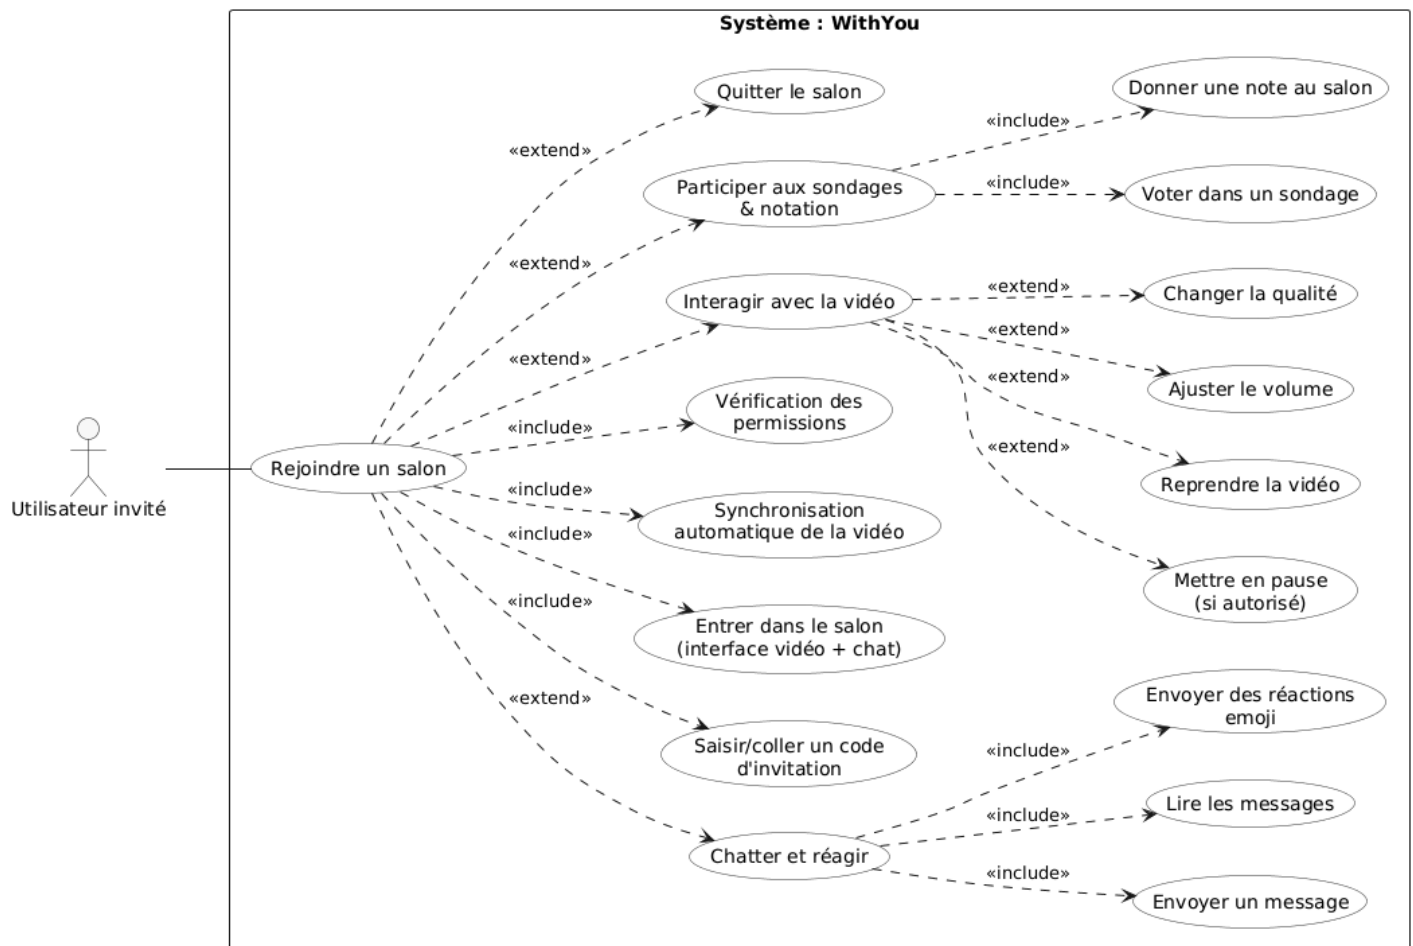 Système : WithYou
Quitter le salon
Donner une note au salon
«include»
«extend»
Participer aux sondages
& notation
«include»
Voter dans un sondage
«extend»
Interagir avec la vidéo
«extend»
Changer la qualité
«extend»
«extend»
Ajuster le volume
«extend»
Vérification des
permissions
«include»
«extend»
Reprendre la vidéo
Utilisateur invité
Rejoindre un salon
«include»
Synchronisation
automatique de la vidéo
«include»
Mettre en pause
(si autorisé)
«include»
Entrer dans le salon
(interface vidéo + chat)
«extend»
Saisir/coller un code
d'invitation
Envoyer des réactions
emoji
«include»
Lire les messages
«include»
Chatter et réagir
«include»
Envoyer un message